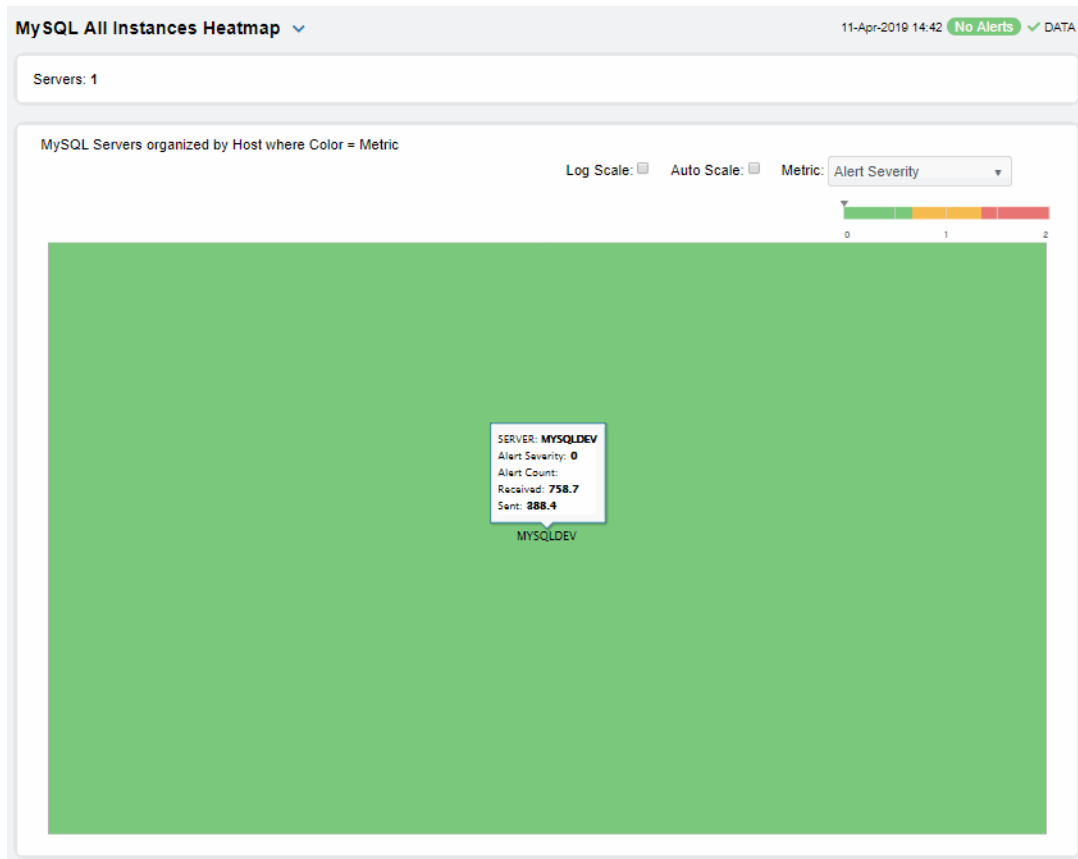 MySQL All Instances Heatmap
11-Apr-2019 14:42 No Alerts DATA
Servers: 1
MySQL Servers organized by Host where Color = Metric
Log Scale: Auto Scale: Metric: Alert Severity
0 1 2
SERVER: MYSQLDEV
Alert Severity: 0
Alert Count:
Received: 758.7
Sent: 388.4
MYSQLDEV